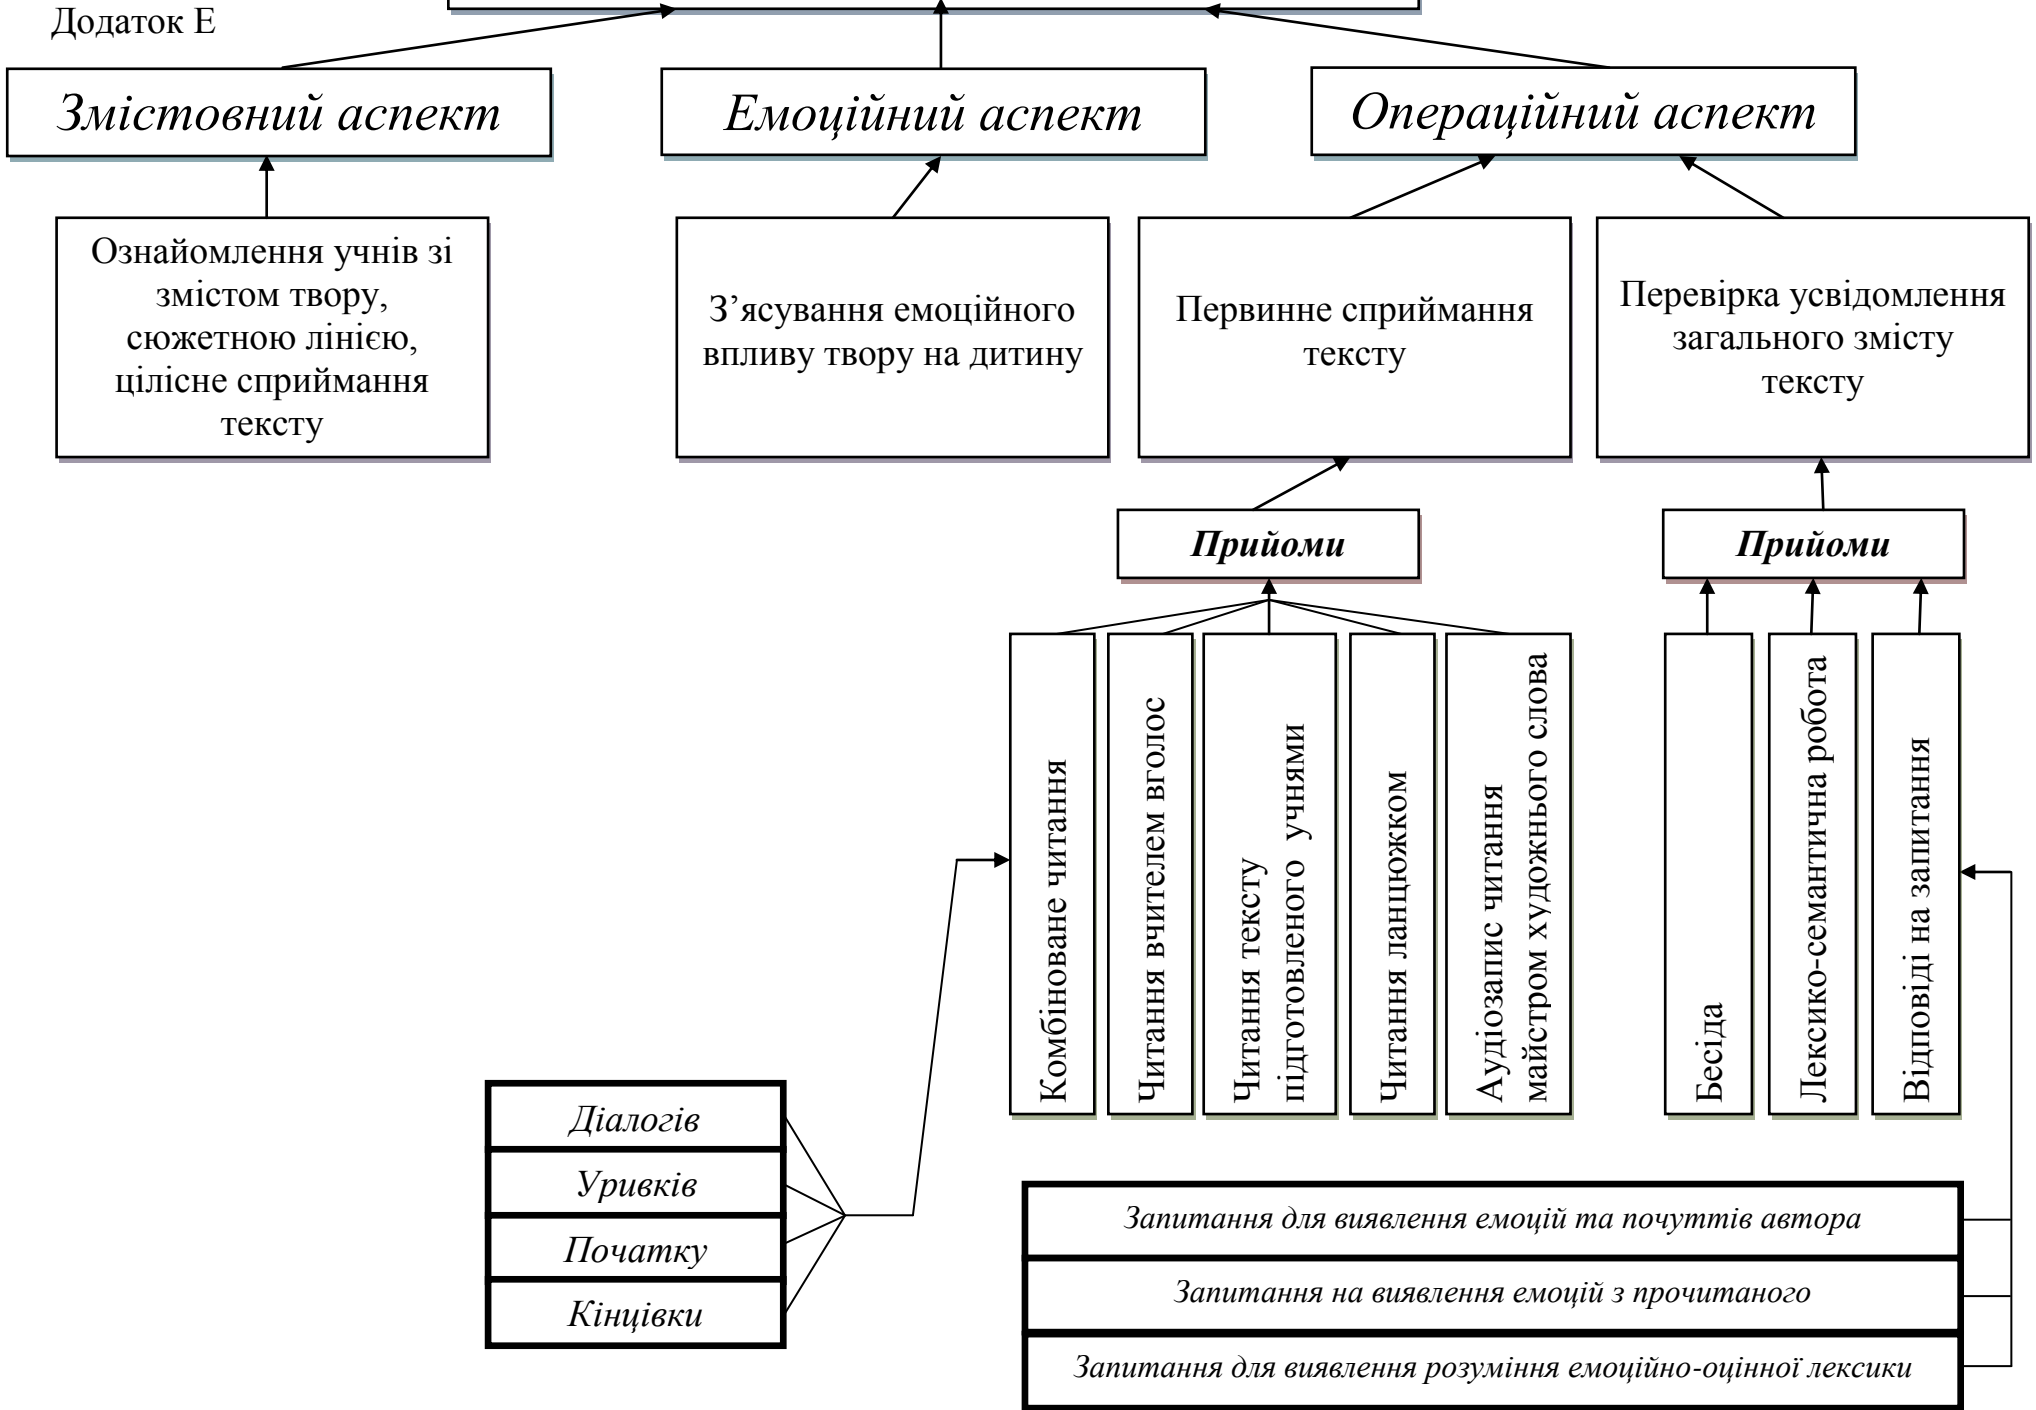 Додаток Е
Змістовний аспект
Емоційний аспект
Операційний аспект
Ознайомлення учнів зі
змістом твору,
сюжетною лінією,
цілісне сприймання
тексту
З’ясування емоційного
впливу твору на дитину
Первинне сприймання
тексту
Перевірка усвідомлення
загального змісту
тексту
Прийоми
Прийоми
Комбіноване читання
Читання вчителем вголос
Читання тексту
підготовленого учнями
Читання ланцюжком
Аудіозапис читання
майстром художнього слова
Бесіда
Лексико-семантична робота
Відповіді на запитання
Діалогів
Уривків
Початку
Кінцівки
Запитання для виявлення емоцій та почуттів автора
Запитання на виявлення емоцій з прочитаного
Запитання для виявлення розуміння емоційно-оцінної лексики